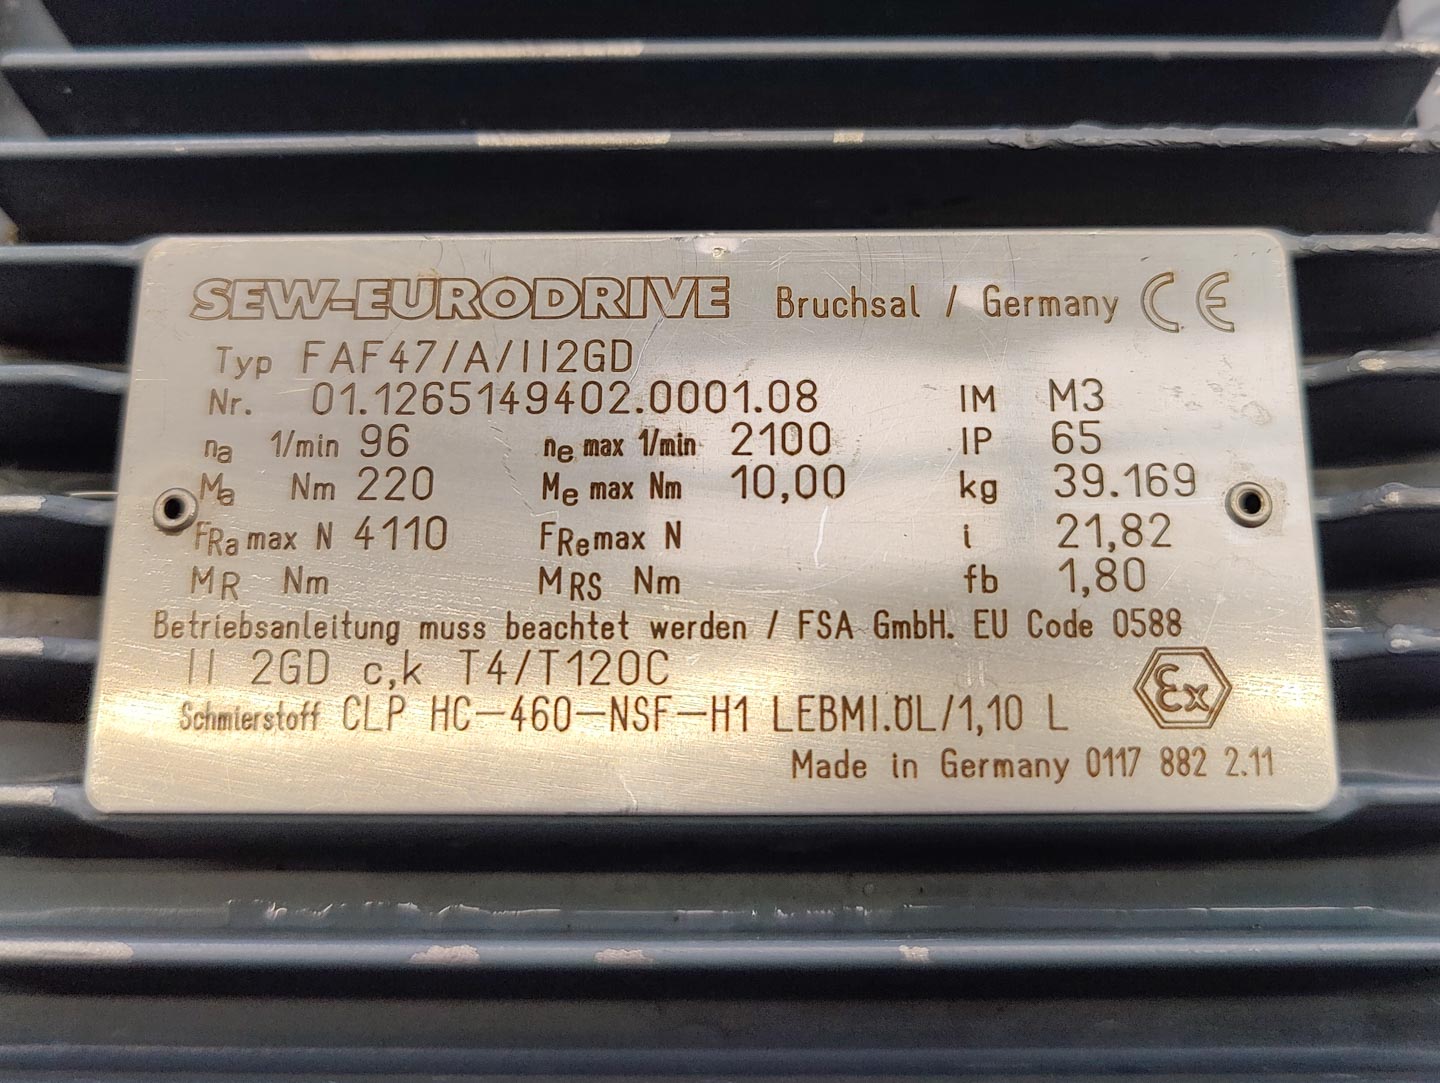 SEW-EURODRIVE Bruchsal / Germany CE
Typ FAF47/A/II2GD
Nr. 01.1265149402.0001.08 IM M3
na 1/min 96 ne max 1/min 2100 IP 65
Ma Nm 220 Me max Nm 10,00 kg 39.169
FRa max N 4110 FRe max N i 21,82
MR Nm MRS Nm fb 1,80
Betriebsanleitung muss beachtet werden / FSA GmbH. EU Code 0588
II 2GD c,k T4/T120C Ex
Schmierstoff CLP HC-460-NSF-H1 LEBMI.ÖL/1,10 L
Made in Germany 0117 882 2.11